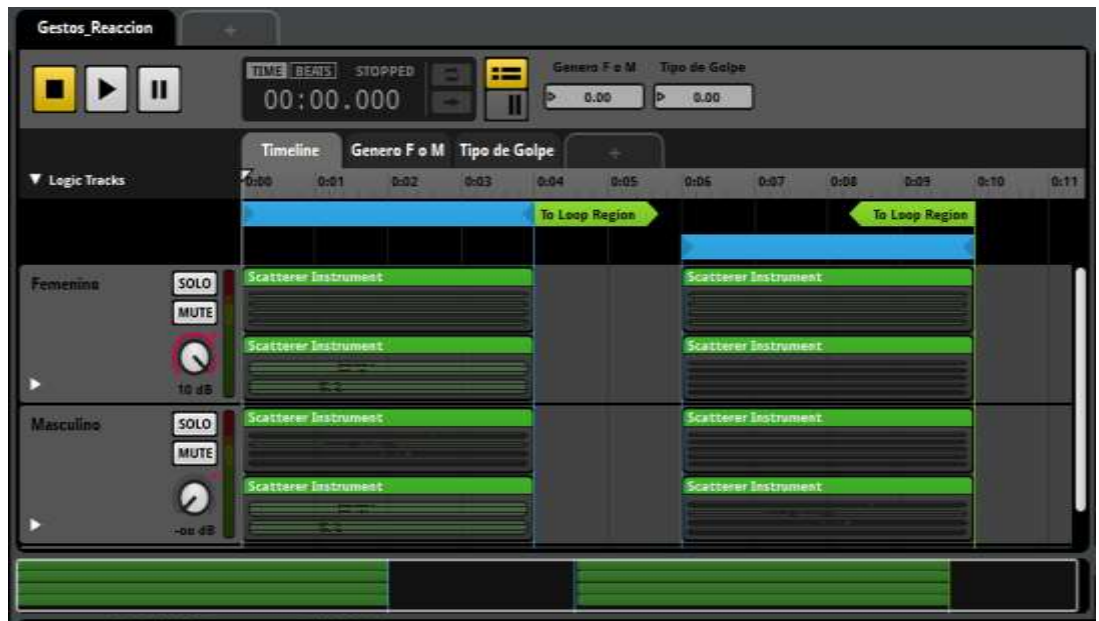 Gestos_Reaccion +
TIME BEATS STOPPED
00:00.000
Genero F o M Tipo de Golpe
0.00 0.00
Timeline Genero F o M Tipo de Golpe +
Logic Tracks
0:00 0:01 0:02 0:03 0:04 0:05 0:06 0:07 0:08 0:09 0:10 0:11
To Loop Region To Loop Region
Femenino SOLO MUTE 10 dB
Scatterer Instrument Scatterer Instrument
Scatterer Instrument Scatterer Instrument
Masculino SOLO MUTE -oo dB
Scatterer Instrument Scatterer Instrument
Scatterer Instrument Scatterer Instrument